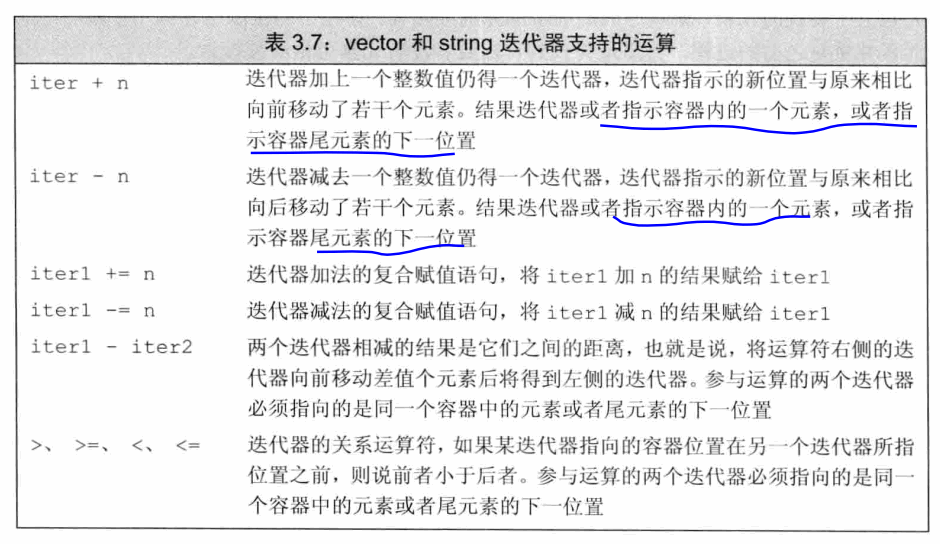 表 3.7：vector 和 string 迭代器支持的运算
iter + n 迭代器加上一个整数值仍得一个迭代器，迭代器指示的新位置与原来相比
向前移动了若干个元素。结果迭代器或者指示容器内的一个元素，或者指
示容器尾元素的下一位置
iter - n 迭代器减去一个整数值仍得一个迭代器，迭代器指示的新位置与原来相比
向后移动了若干个元素。结果迭代器或者指示容器内的一个元素，或者指
示容器尾元素的下一位置
iter1 += n 迭代器加法的复合赋值语句，将 iter1 加 n 的结果赋给 iter1
iter1 -= n 迭代器减法的复合赋值语句，将 iter1 减 n 的结果赋给 iter1
iter1 - iter2 两个迭代器相减的结果是它们之间的距离，也就是说，将运算符右侧的迭
代器向前移动差值个元素后将得到左侧的迭代器。参与运算的两个迭代器
必须指向的是同一个容器中的元素或者尾元素的下一位置
>、 >=、 <、 <= 迭代器的关系运算符，如果某迭代器指向的容器位置在另一个迭代器所指
位置之前，则说前者小于后者。参与运算的两个迭代器必须指向的是同一
个容器中的元素或者尾元素的下一位置